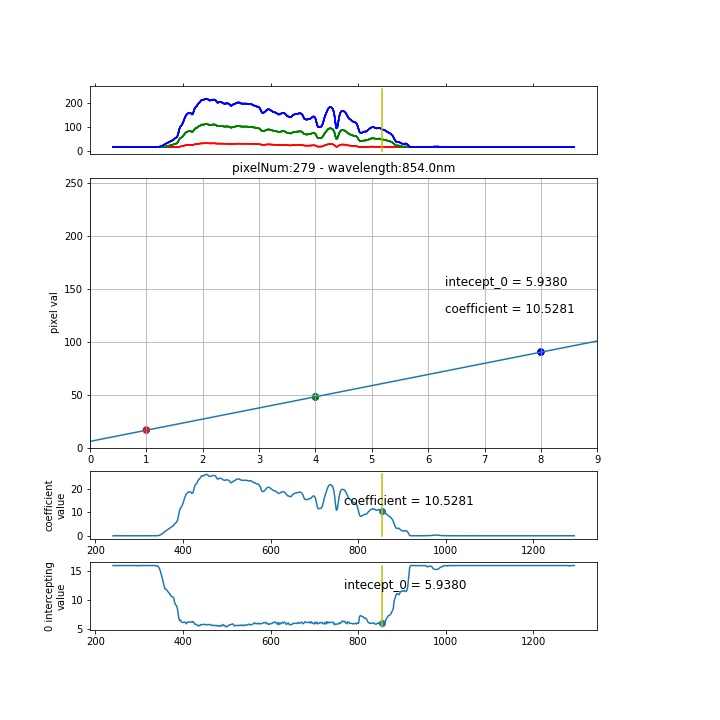 200
100
0
pixelNum:279 - wavelength:854.0nm
250
200
150
100
50
0
pixel val
intecept_0 = 5.9380
coefficient = 10.5281
0 1 2 3 4 5 6 7 8 9
coefficient
value
20
10
0
coefficient = 10.5281
200 400 600 800 1000 1200
0 intercepting
value
15
10
5
intecept_0 = 5.9380
200 400 600 800 1000 1200